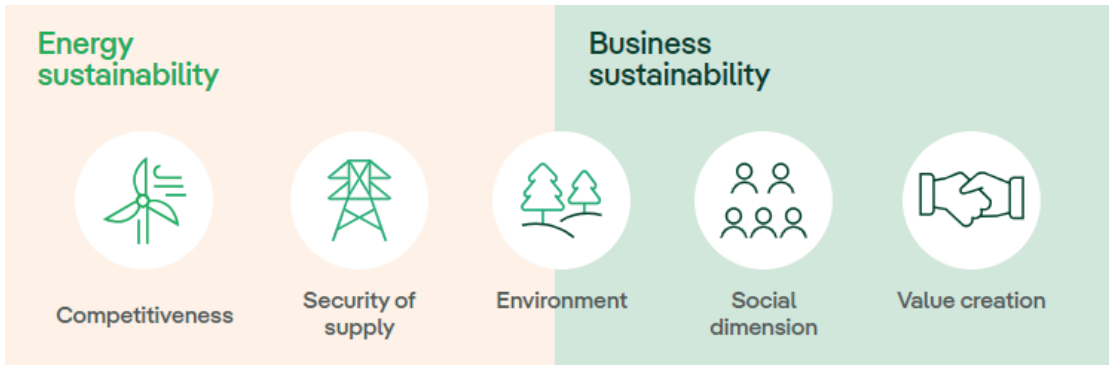 Energy
sustainability
Business
sustainability
Competitiveness
Security of
supply
Environment
Social
dimension
Value creation